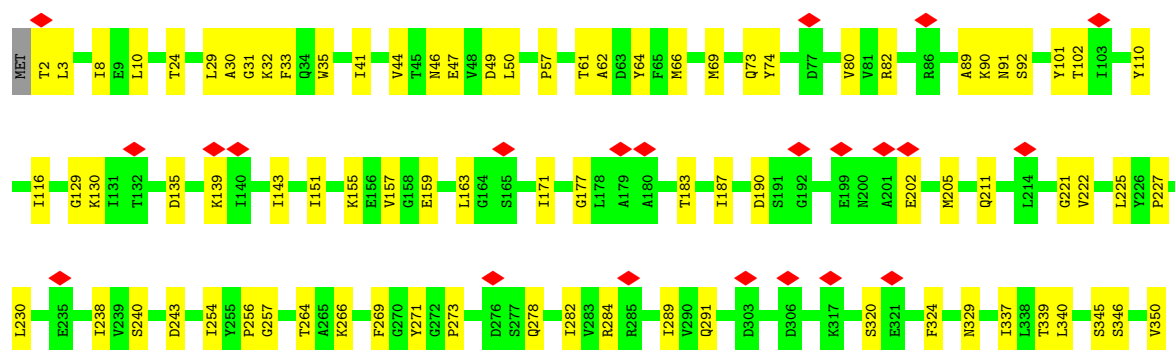 MET T2 L3 I8 E9 L10 T24 L29 A30 G31 K32 F33 Q34 W35 I41 V44 T45 N46 E47 V48 D49 L50 P57 T61 A62 D63 Y64 F65 M66 M69 Q73 Y74 D77 V80 V81 R82 R86 A89 K90 N91 S92 Y101 T102 I103 Y110
I116 G129 K130 I131 T132 D135 K139 I140 I143 I151 K155 E156 V157 G158 E159 L163 G164 S165 I171 G177 L178 A179 A180 T183 I187 D190 S191 G192 E199 N200 A201 E202 M205 Q211 L214 G221 V222 L225 Y226 P227
L230 E235 I238 V239 S240 D243 I254 Y255 P256 G257 T264 A265 K266 F269 G270 Y271 G272 P273 D276 S277 Q278 I282 V283 R284 R285 I289 V290 Q291 D303 D306 K317 S320 E321 F324 N329 I337 L338 T339 L340 S345 S346 V350